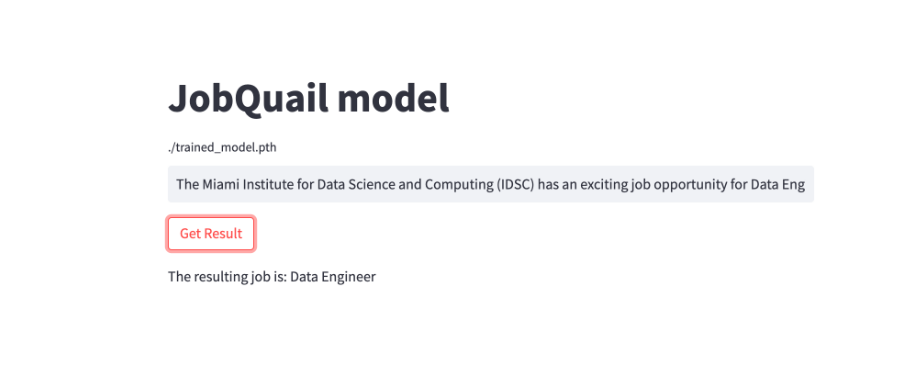 JobQuail model
./trained_model.pth
The Miami Institute for Data Science and Computing (IDSC) has an exciting job opportunity for Data Eng
Get Result
The resulting job is: Data Engineer